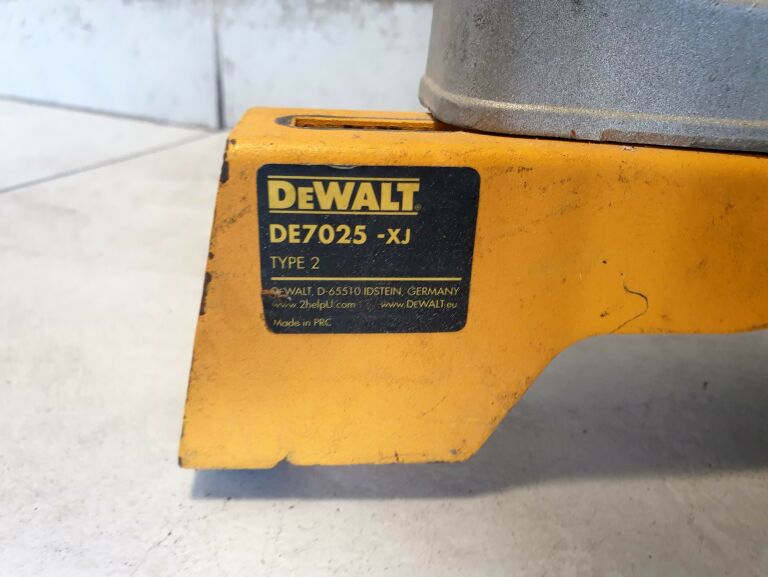 DEWALT®
DE7025 -XJ
TYPE 2
DEWALT, D-65510 IDSTEIN, GERMANY
www.2helpU.com www.DEWALT.eu
Made in PRC